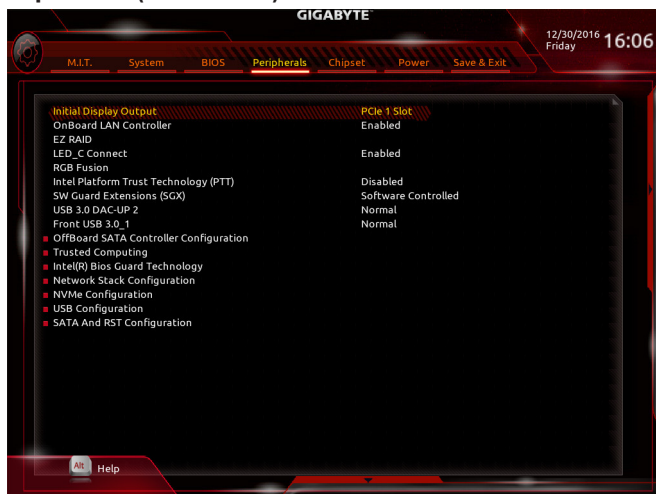 GIGABYTE™
12/30/2016 16:06
Friday
M.I.T. System BIOS Peripherals Chipset Power Save & Exit
Initial Display Output PCIe 1 Slot
OnBoard LAN Controller Enabled
EZ RAID
LED_C Connect Enabled
RGB Fusion
Intel Platform Trust Technology (PTT) Disabled
SW Guard Extensions (SGX) Software Controlled
USB 3.0 DAC-UP 2 Normal
Front USB 3.0_1 Normal
OffBoard SATA Controller Configuration
Trusted Computing
Intel(R) Bios Guard Technology
Network Stack Configuration
NVMe Configuration
USB Configuration
SATA And RST Configuration
Alt Help